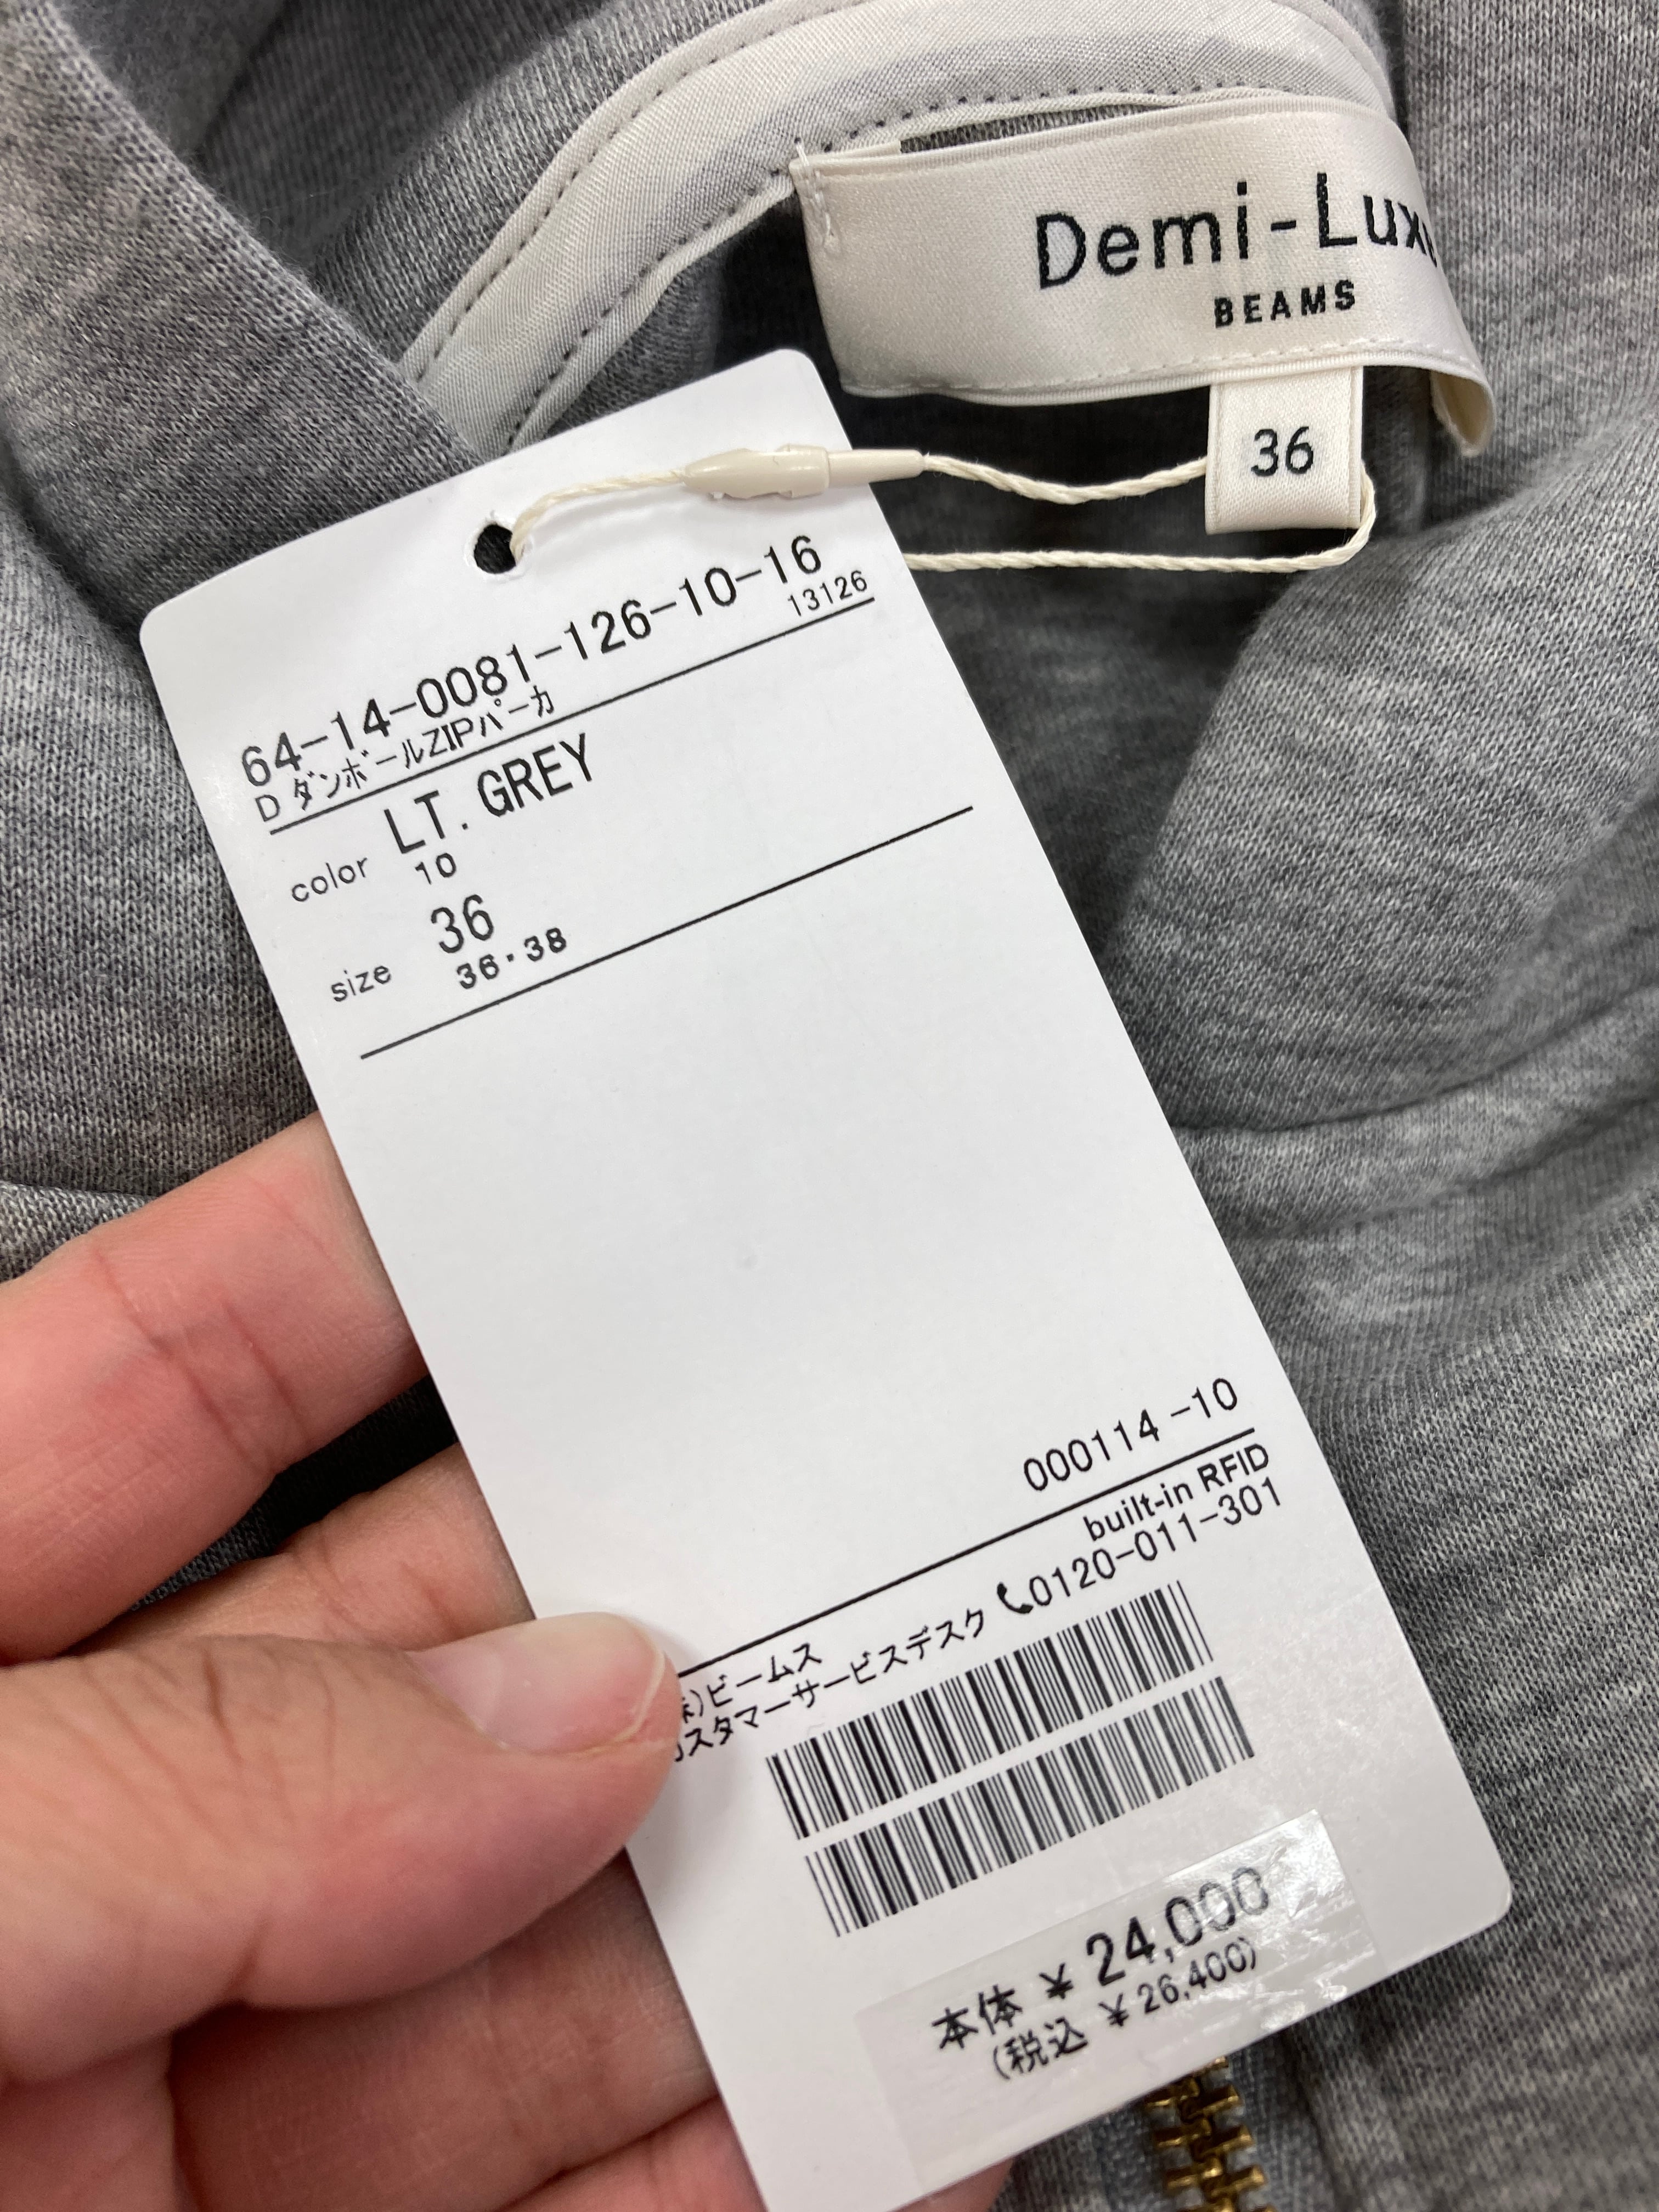 Demi-Luxe
BEAMS
36
64-14-0081-126-10-16
D ダンボールZIPパーカ 13126
color LT. GREY
10
size 36
36・38
000114 -10
built-in RFID
ビームス
スタマーサービスデスク 0120-011-301
本体 ¥ 24,000
(税込 ¥ 26,400)